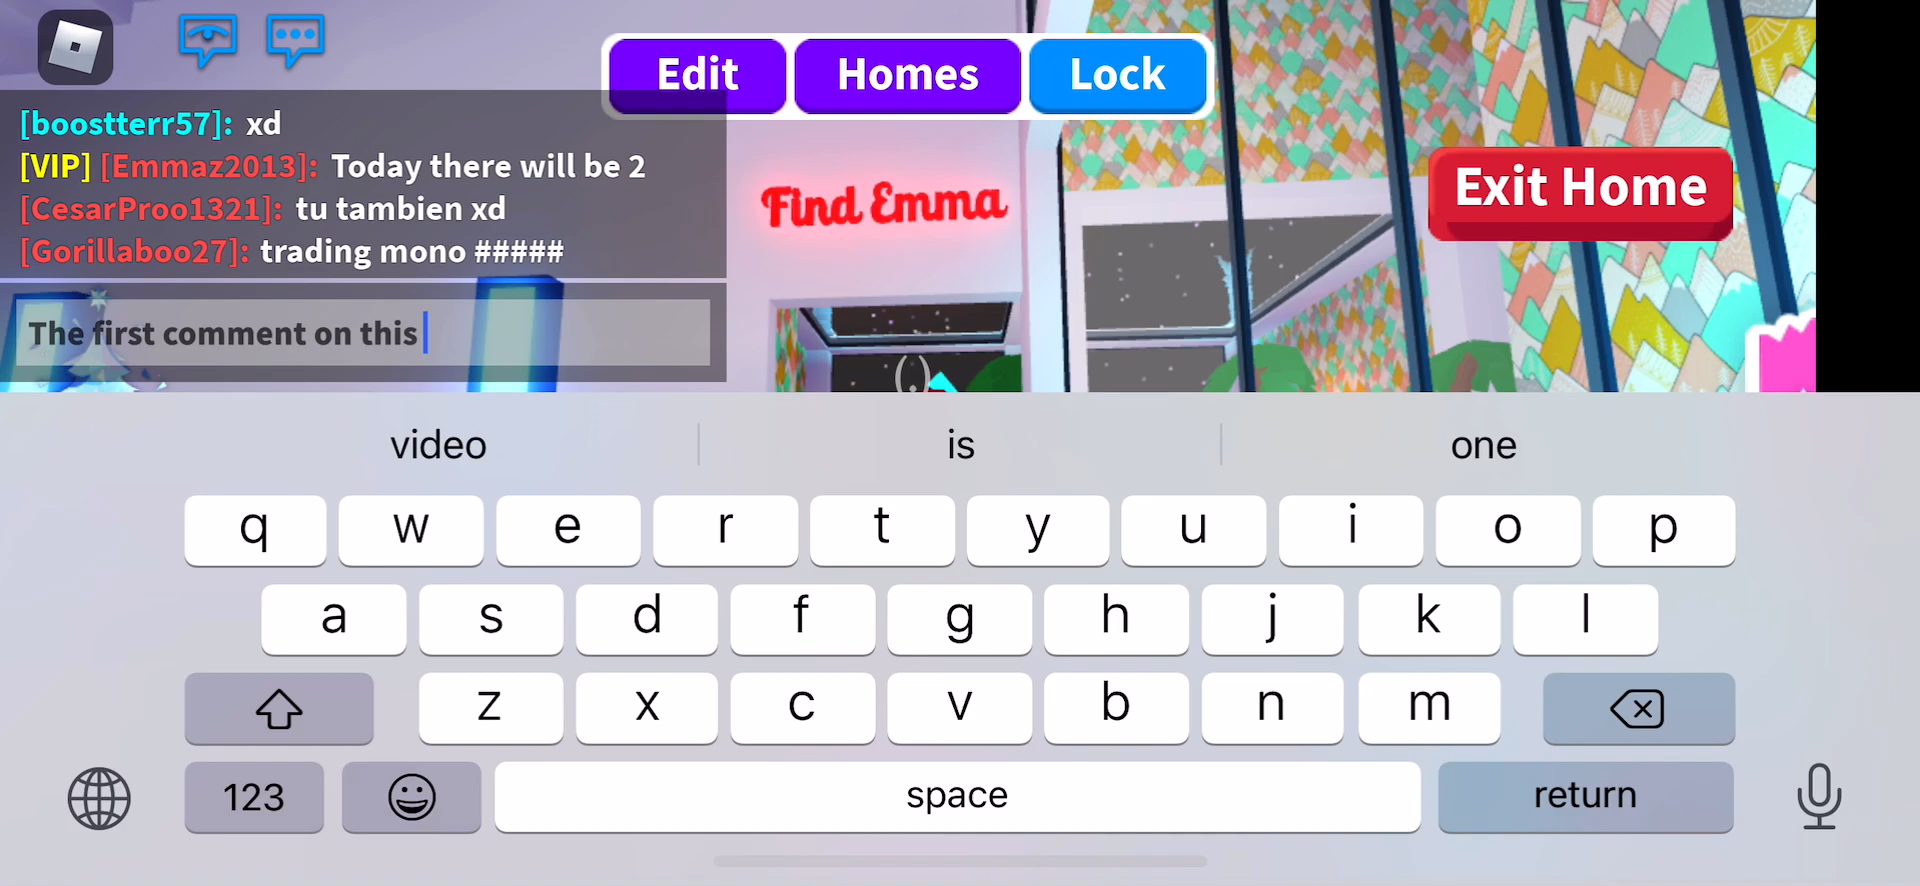 Edit Homes Lock
[boostterr57]: xd
[VIP] [Emmaz2013]: Today there will be 2
[CesarProo1321]: tu tambien xd
[Gorillaboo27]: trading mono #####
Find Emma
Exit Home
The first comment on this
(.)
video is one
q w e r t y u i o p
a s d f g h j k l
z x c v b n m
123 space return